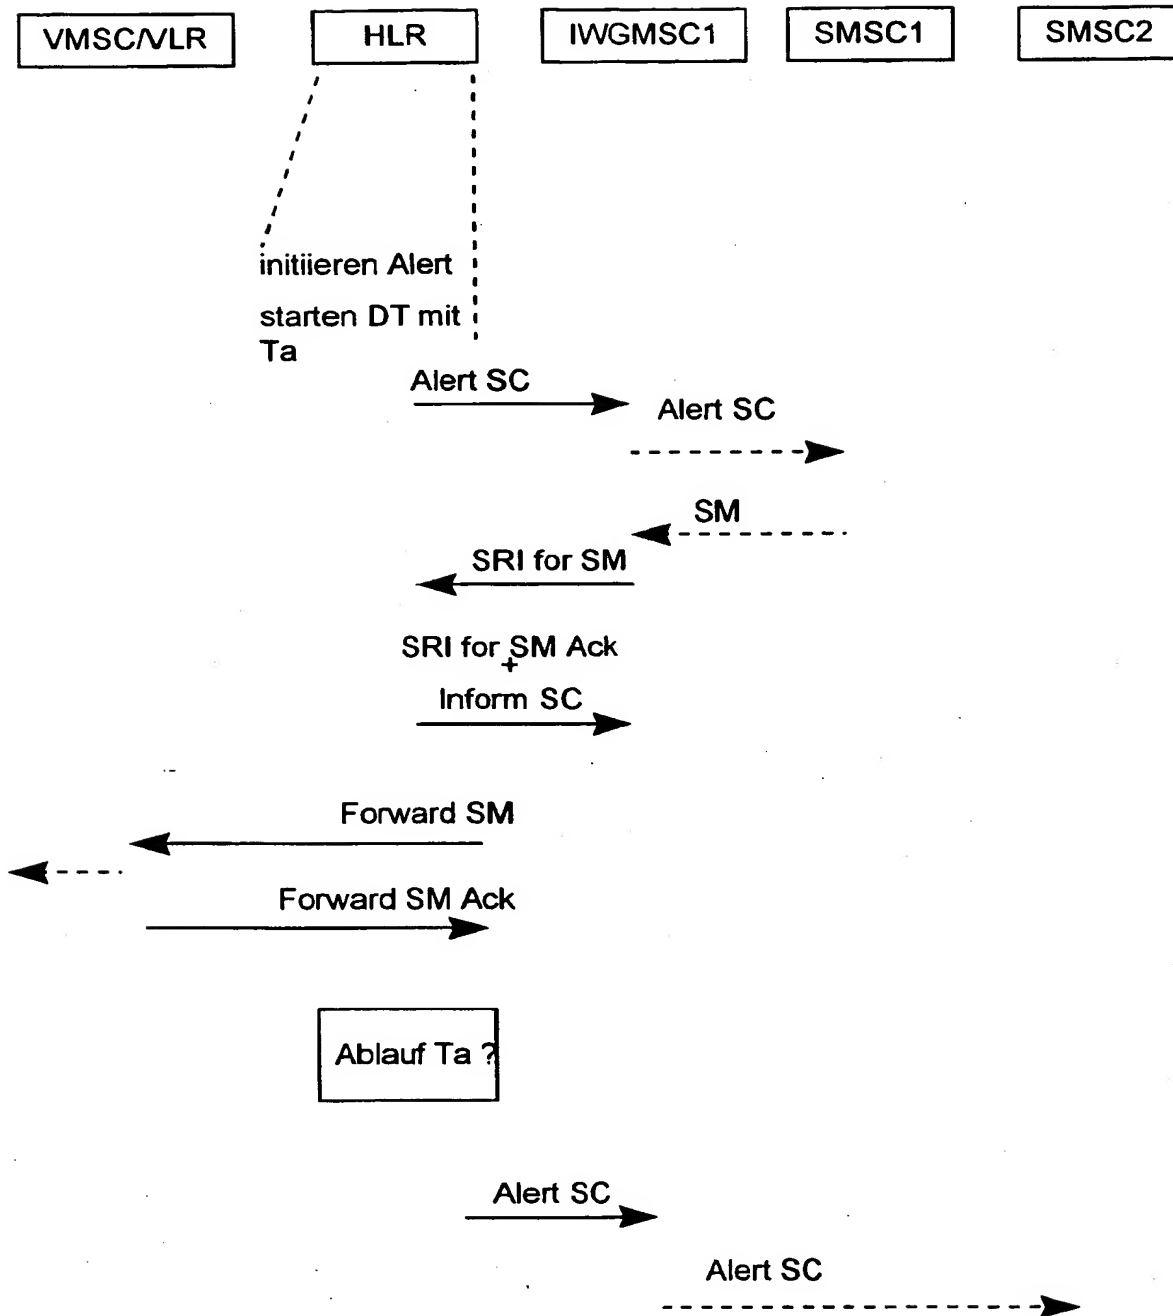 VMSC/VLR
HLR
IWGMSC1
SMSC1
SMSC2
initiieren Alert
starten DT mit
Ta
Alert SC
Alert SC
SM
SRI for SM
SRI for SM Ack
+
Inform SC
Forward SM
Forward SM Ack
Ablauf Ta ?
Alert SC
Alert SC